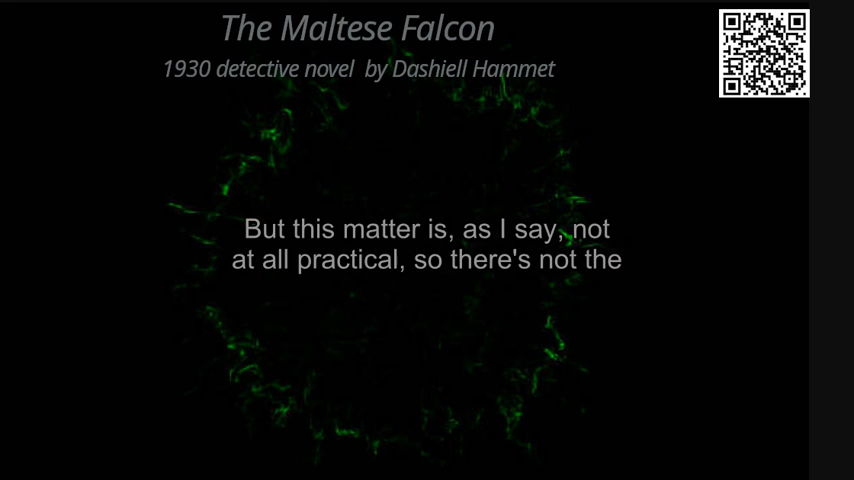 The Maltese Falcon
1930 detective novel by Dashiell Hammet
But this matter is, as I say, not
at all practical, so there's not the